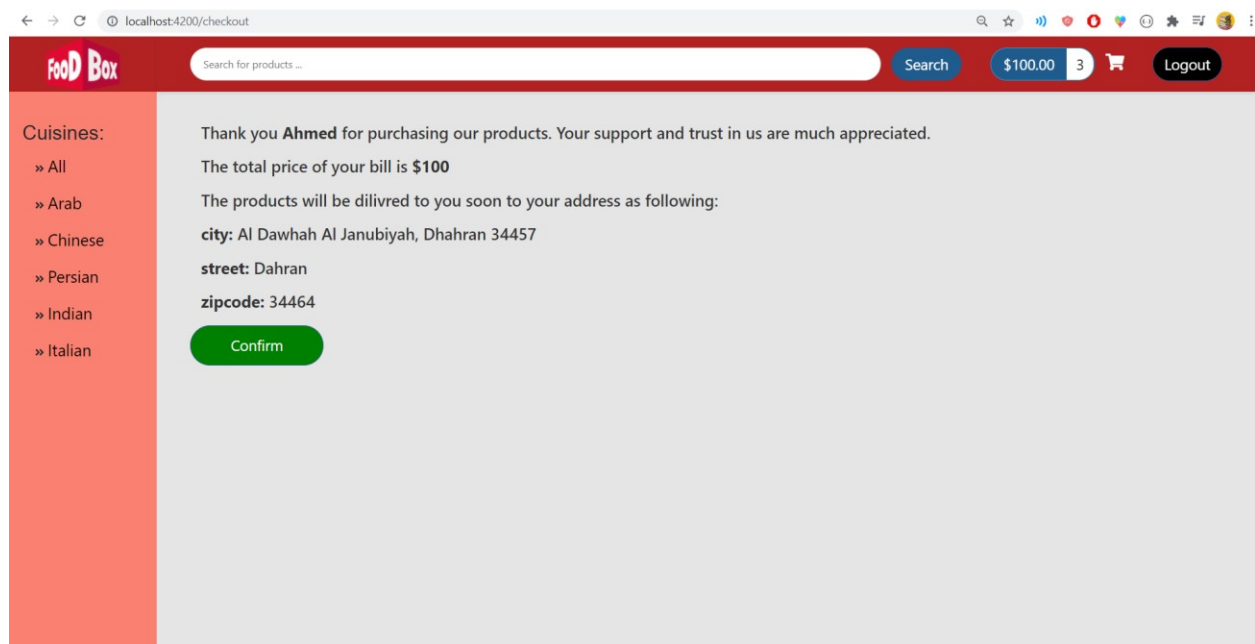 localhost:4200/checkout
FooD Box
Search for products ...
Search
$100.00 3
Logout
Cuisines:
» All
» Arab
» Chinese
» Persian
» Indian
» Italian
Thank you Ahmed for purchasing our products. Your support and trust in us are much appreciated.
The total price of your bill is $100
The products will be dilivred to you soon to your address as following:
city: Al Dawhah Al Janubiyah, Dhahran 34457
street: Dahran
zipcode: 34464
Confirm